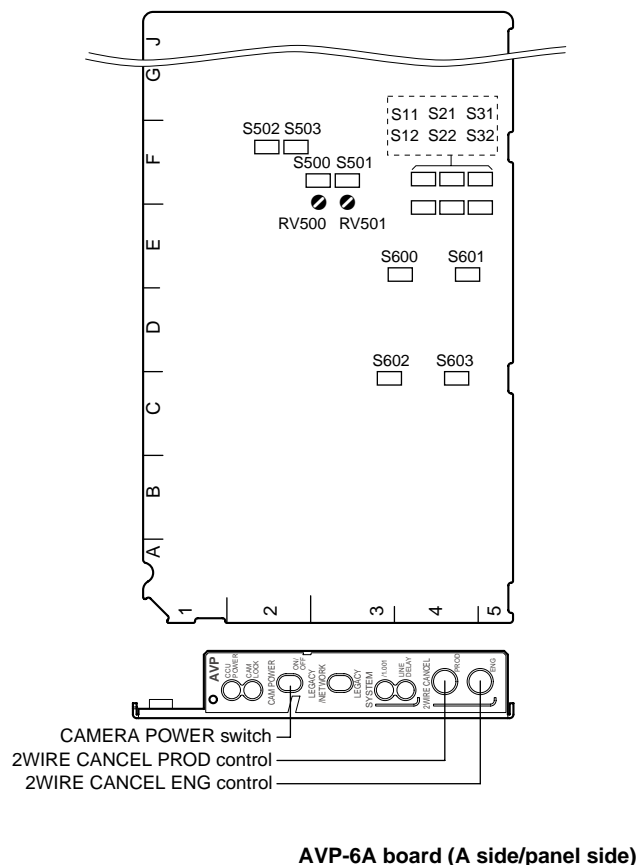 J
G
S11 S21 S31
S12 S22 S32
S502 S503
F
S500 S501
RV500 RV501
E
S600 S601
D
S602 S603
C
B
A
1 2 3 4 5
AVP
CCU
POWER
CAM
LOCK
CAM POWER
ON/
OFF
LEGACY
/NETWORK
LEGACY
SYSTEM
/1.001
LINE
DELAY
2WIRE CANCEL
PROD
ENG
CAMERA POWER switch
2WIRE CANCEL PROD control
2WIRE CANCEL ENG control
AVP-6A board (A side/panel side)